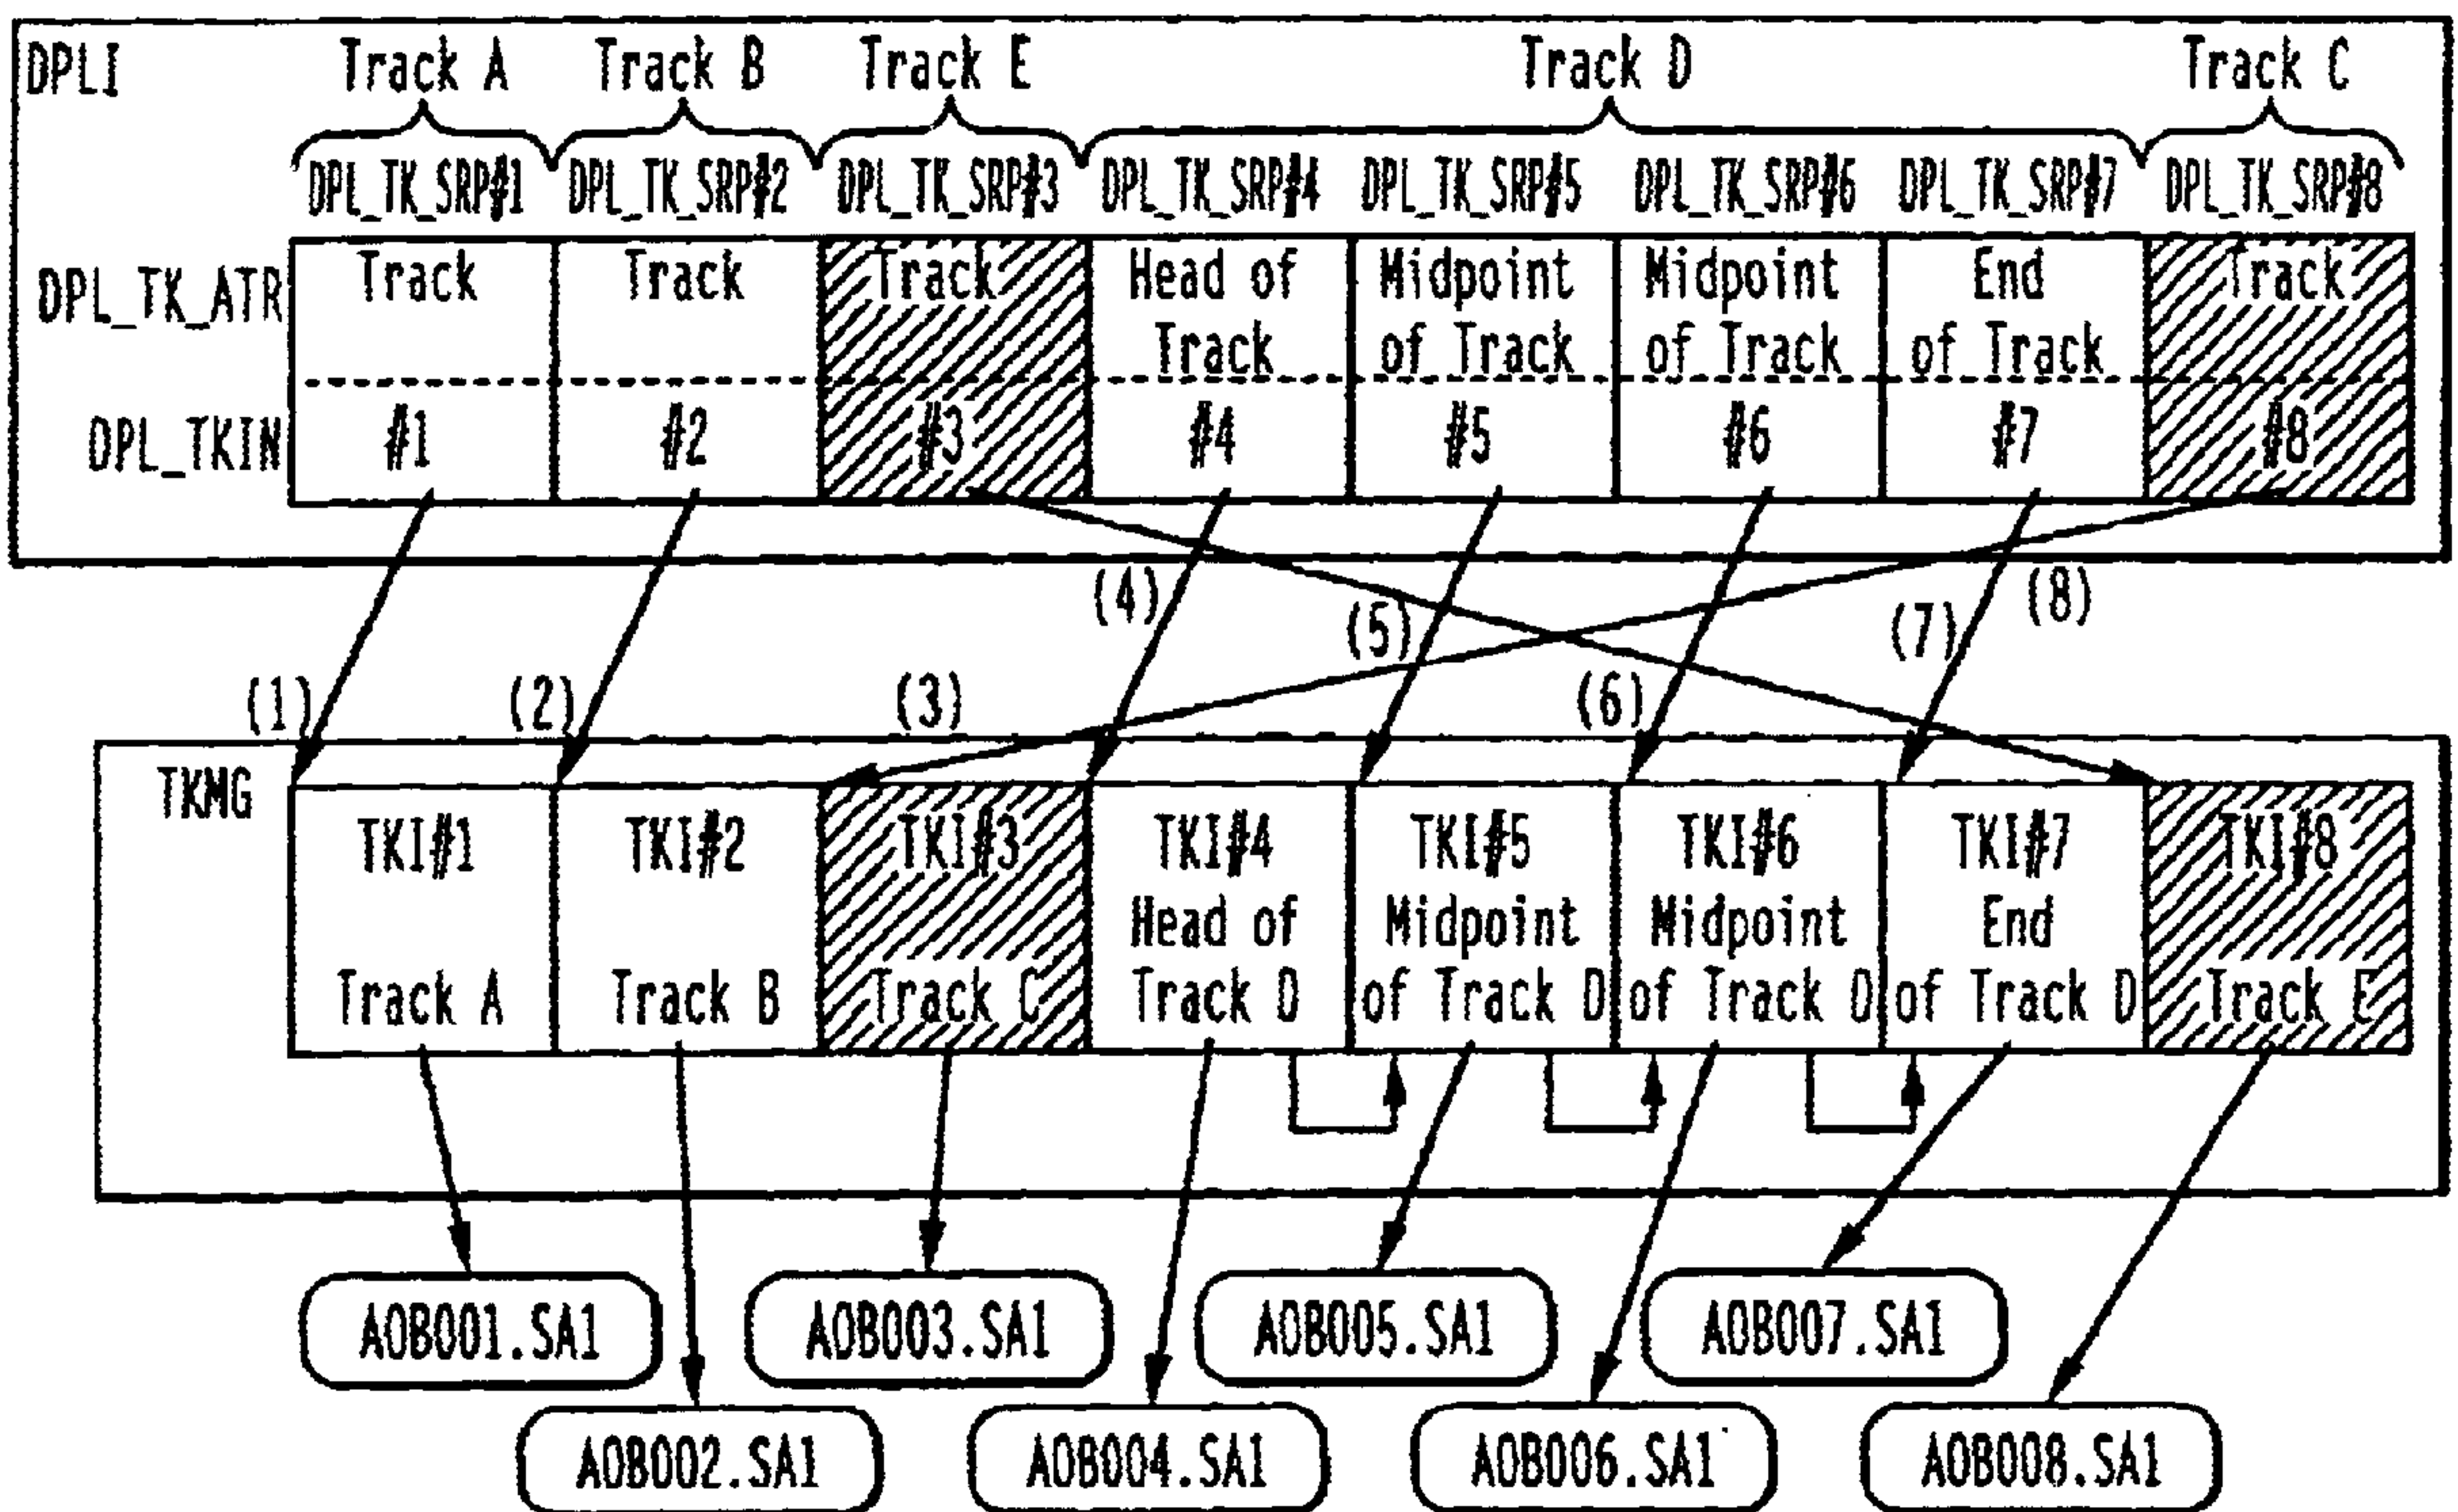 DPLI
Track A Track B Track E Track D Track C
DPL_TK_SRP#1 DPL_TK_SRP#2 DPL_TK_SRP#3 DPL_TK_SRP#4 DPL_TK_SRP#5 DPL_TK_SRP#6 DPL_TK_SRP#7 DPL_TK_SRP#8
DPL_TK_ATR
Track Track Track Head of Midpoint Midpoint End Track
Track of Track of Track of Track
DPL_TKIN #1 #2 #3 #4 #5 #6 #7 #8
(1) (2) (3) (4) (5) (6) (7) (8)
TKMG
TKI#1 TKI#2 TKI#3 TKI#4 TKI#5 TKI#6 TKI#7 TKI#8
Head of Midpoint Midpoint End
Track A Track B Track C Track D of Track D of Track D of Track D Track E
AOB001.SA1 AOB003.SA1 AOB005.SA1 AOB007.SA1
AOB002.SA1 AOB004.SA1 AOB006.SA1 AOB008.SA1